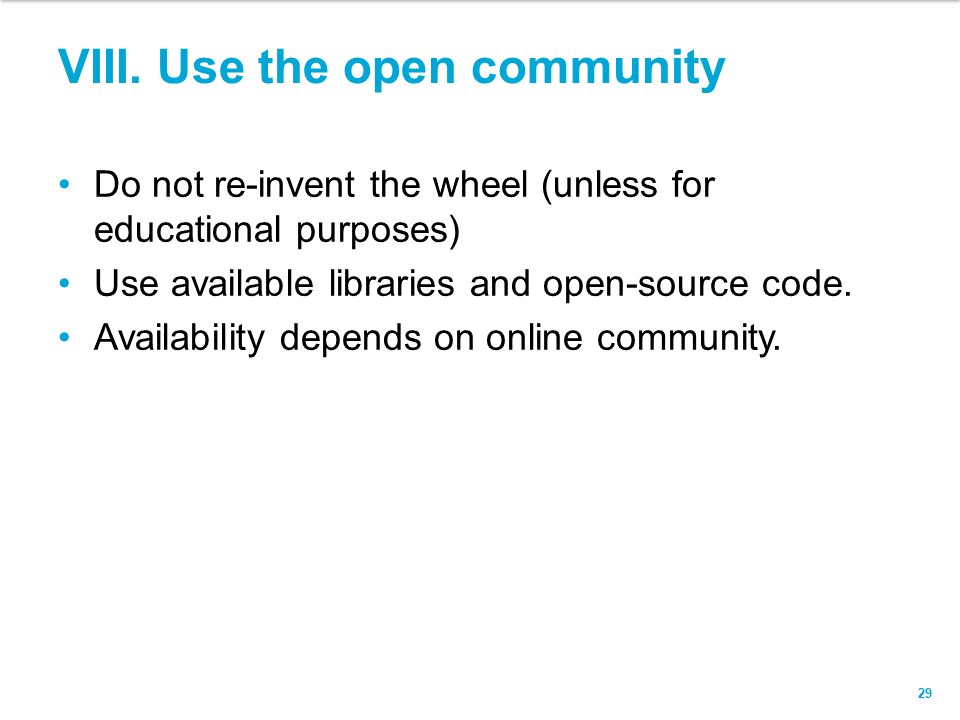 VIII. Use the open community
• Do not re-invent the wheel (unless for
educational purposes)
• Use available libraries and open-source code.
• Availability depends on online community.
29